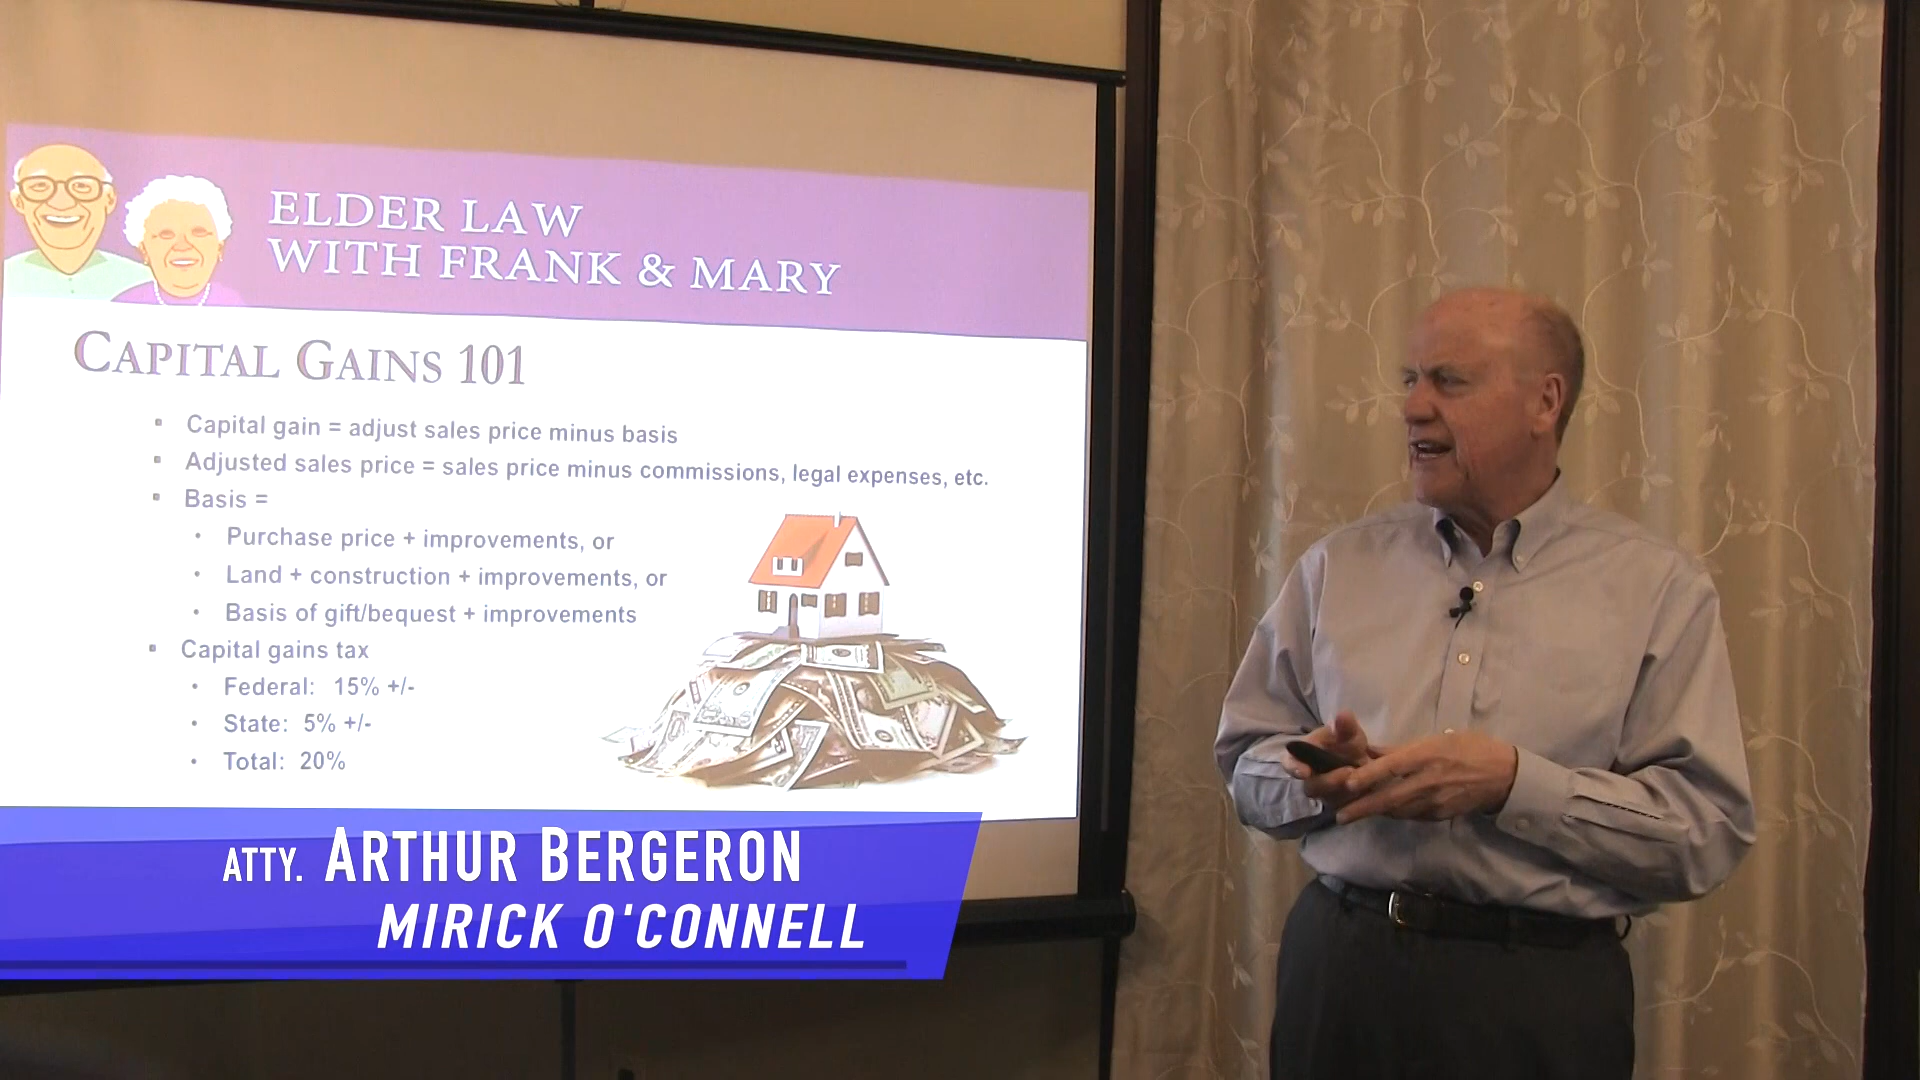 ELDER LAW
WITH FRANK & MARY
CAPITAL GAINS 101
▪ Capital gain = adjust sales price minus basis
▪ Adjusted sales price = sales price minus commissions, legal expenses, etc.
▪ Basis =
• Purchase price + improvements, or
• Land + construction + improvements, or
• Basis of gift/bequest + improvements
▪ Capital gains tax
• Federal: 15% +/-
• State: 5% +/-
• Total: 20%
ATTY. ARTHUR BERGERON
MIRICK O'CONNELL